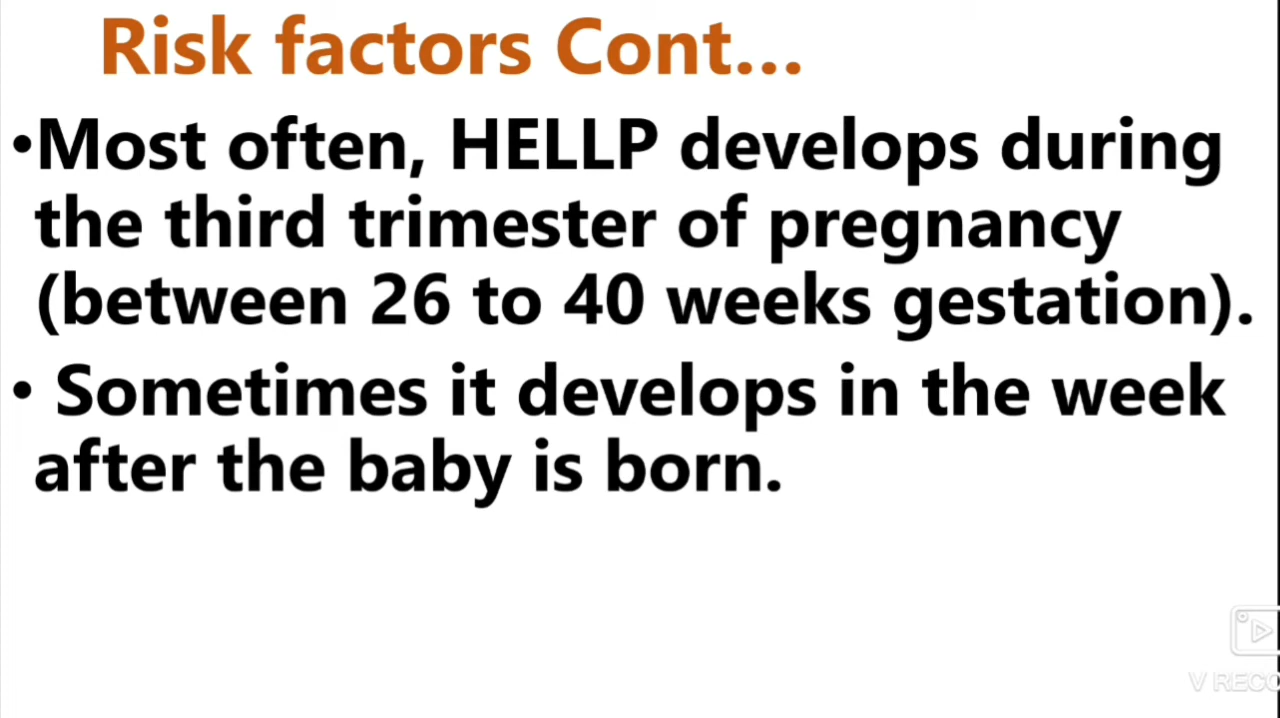 Risk factors Cont...
•Most often, HELLP develops during
the third trimester of pregnancy
(between 26 to 40 weeks gestation).
• Sometimes it develops in the week
after the baby is born.
V RECO